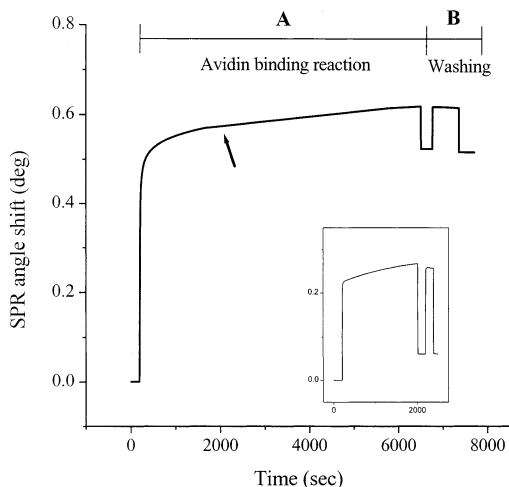 A
B
Avidin binding reaction
Washing
0.8
0.6
0.4
0.2
0.0
SPR angle shift (deg)
0.2
0.0
0
2000
0
2000
4000
6000
8000
Time (sec)